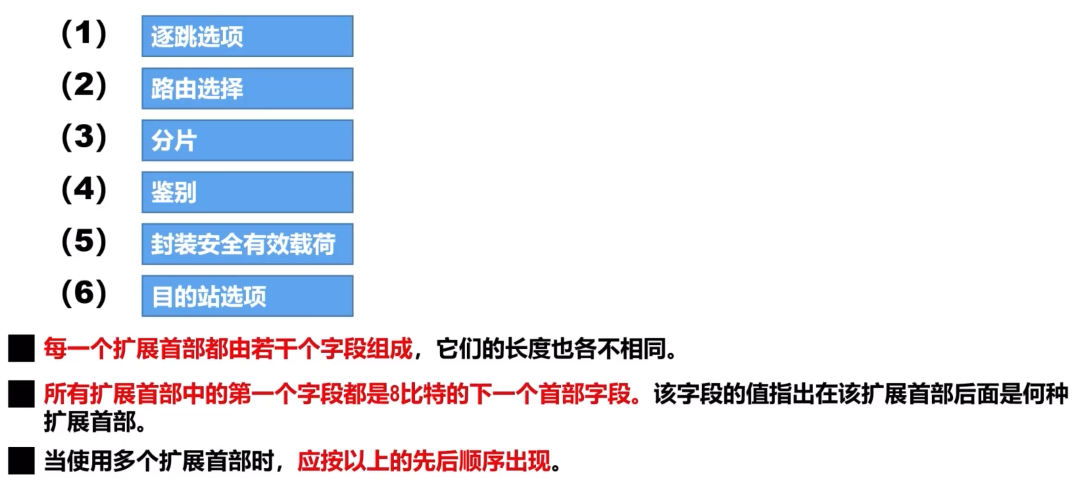 (1) 逐跳选项
(2) 路由选择
(3) 分片
(4) 鉴别
(5) 封装安全有效载荷
(6) 目的站选项
每一个扩展首部都由若干个字段组成，它们的长度也各不相同。
所有扩展首部中的第一个字段都是8比特的下一个首部字段。该字段的值指出在该扩展首部后面是何种
扩展首部。
当使用多个扩展首部时，应按以上的先后顺序出现。